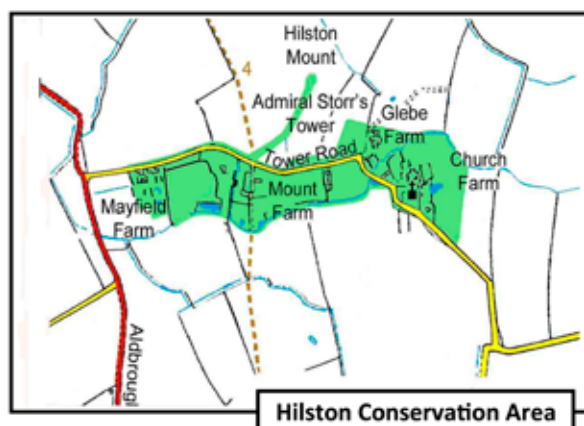 Hilston
Mount
4
Admiral Storr's
Tower
Glebe
Farm
Tower Road
Church
Farm
Mount
Farm
Mayfield
Farm
Aldbrough
Hilston Conservation Area